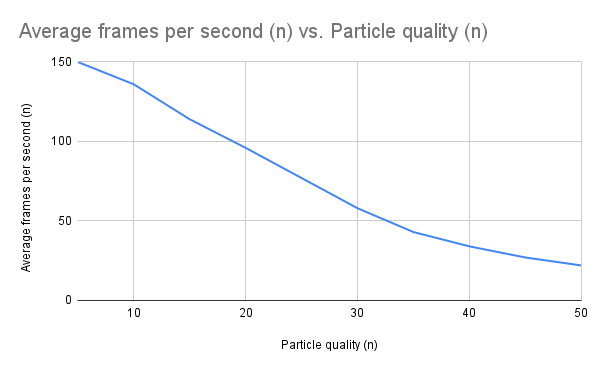 Average frames per second (n) vs. Particle quality (n)
Average frames per second (n)
150
100
50
0
10 20 30 40 50
Particle quality (n)